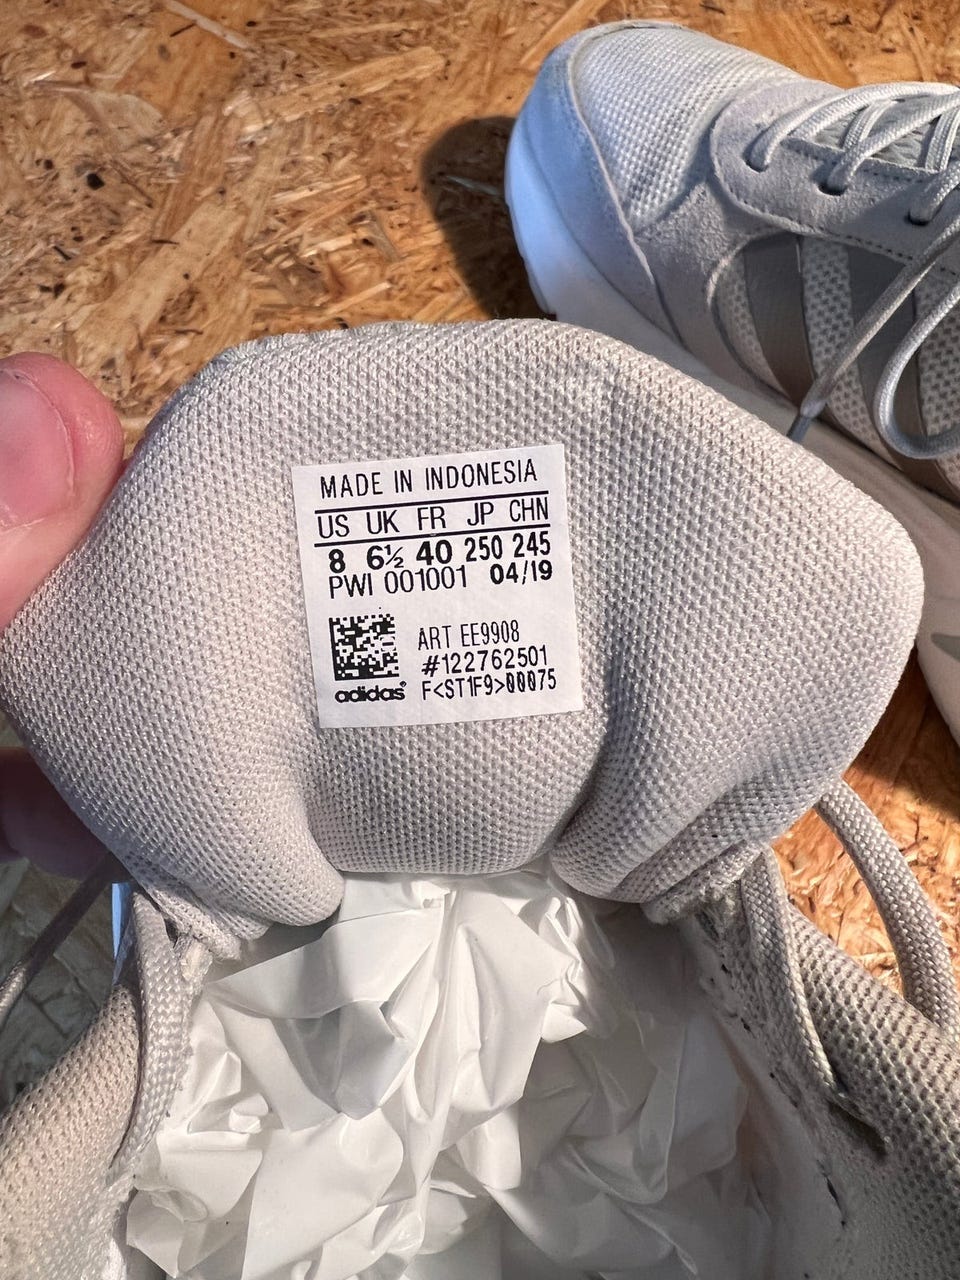 MADE IN INDONESIA
US UK FR JP CHN
8 6½ 40 250 245
PWI 001001 04/19
ART EE9908
#122762501
adidas® F<ST1F9>00075